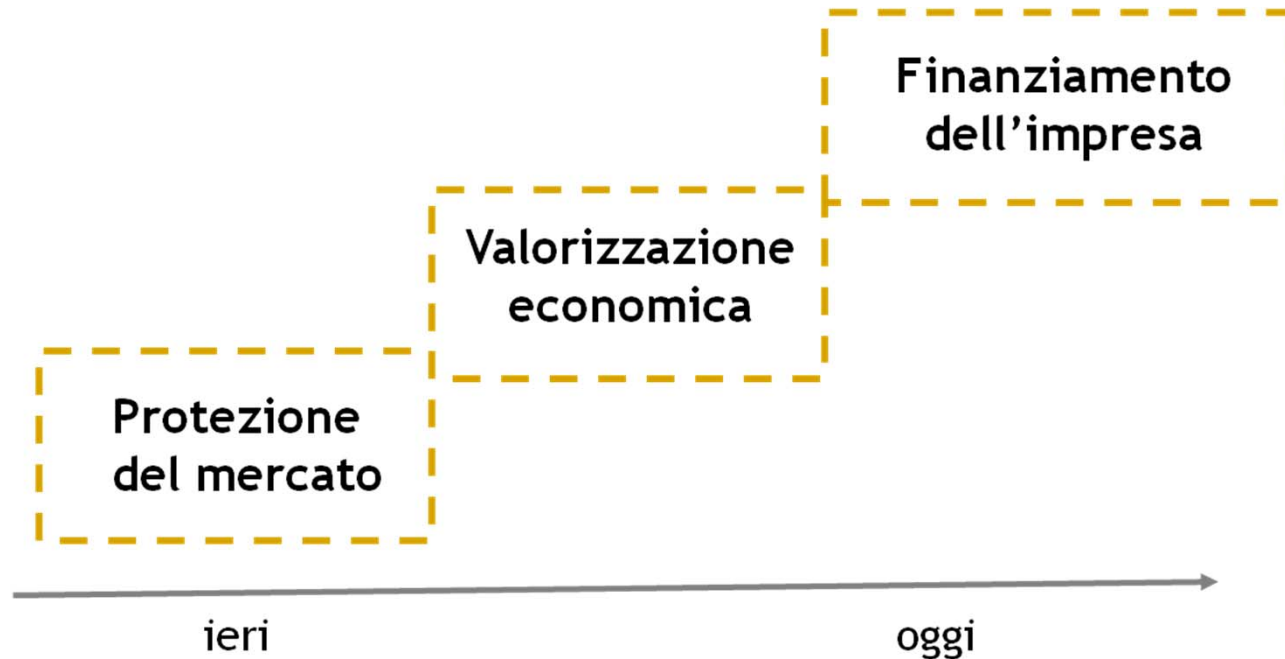 Finanziamento
dell’impresa
Valorizzazione
economica
Protezione
del mercato
ieri
oggi